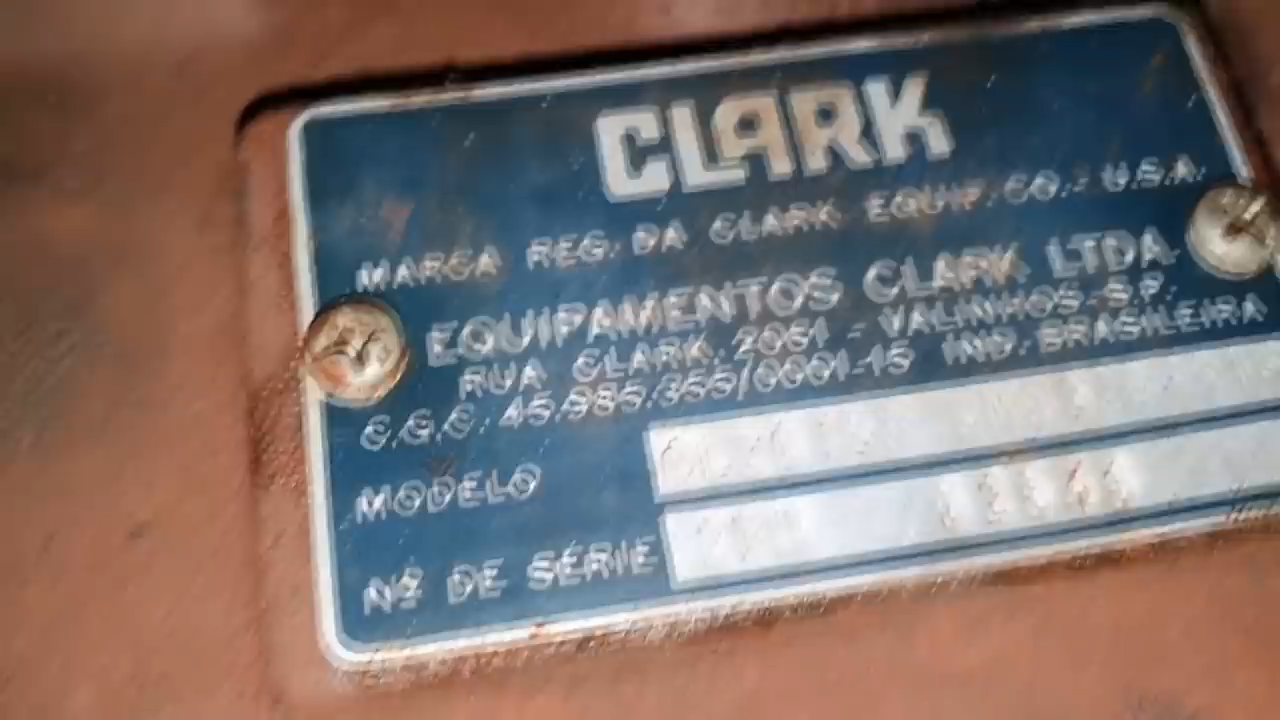 CLARK
MARCA REG. DA CLARK EQUIP. CO. - U.S.A.
EQUIPAMENTOS CLARK LTDA
RUA CLARK, 2061 - VALINHOS-S.P.
C.G.C. 45.985.355/0001-15 IND. BRASILEIRA
MODELO
Nº DE SÉRIE